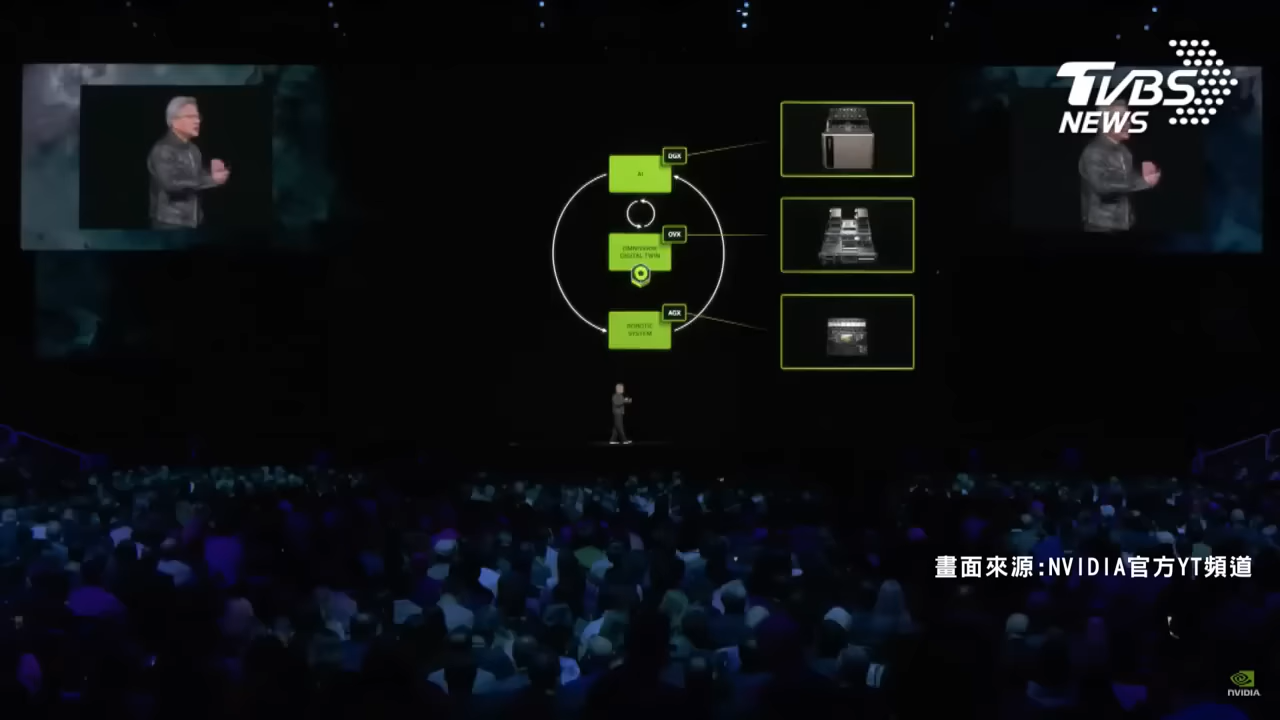 TVBS
NEWS
DGX
AI
OVX
OMNIVERSE
DIGITAL TWIN
AGX
ROBOTIC
SYSTEM
畫面來源:NVIDIA官方YT頻道
NVIDIA